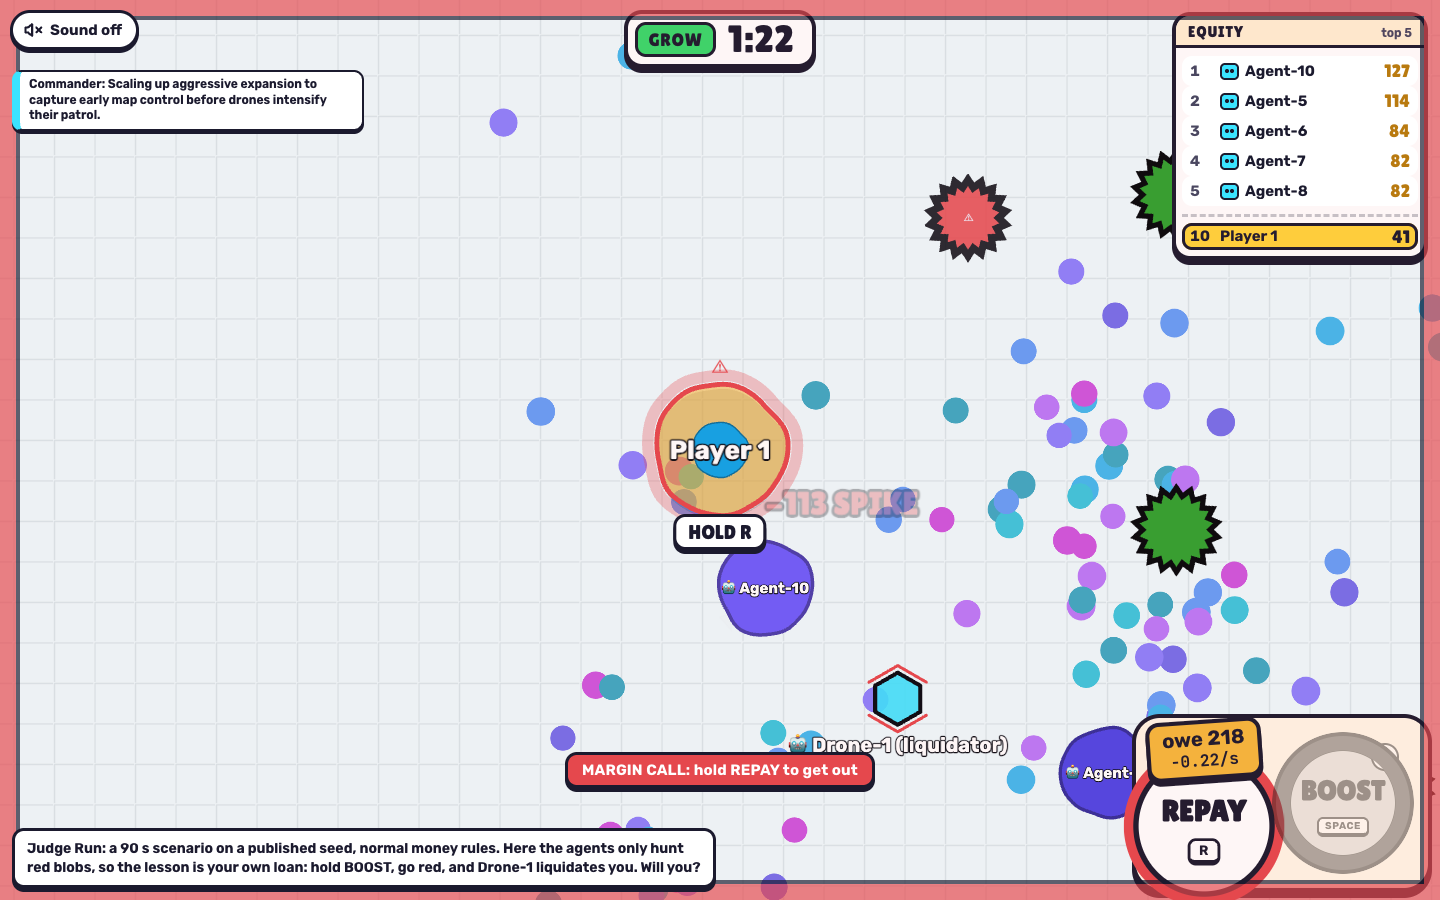 Sound off
GROW 1:22
EQUITY top 5
1 Agent-10 127
2 Agent-5 114
3 Agent-6 84
4 Agent-7 82
5 Agent-8 82
10 Player 1 41
Commander: Scaling up aggressive expansion to
capture early map control before drones intensify
their patrol.
Player 1
-113 SPIKE
HOLD R
Agent-10
Drone-1 (liquidator)
MARGIN CALL: hold REPAY to get out
Agent-
owe 218
-0.22/s
REPAY
R
BOOST
SPACE
Judge Run: a 90 s scenario on a published seed, normal money rules. Here the agents only hunt
red blobs, so the lesson is your own loan: hold BOOST, go red, and Drone-1 liquidates you. Will you?